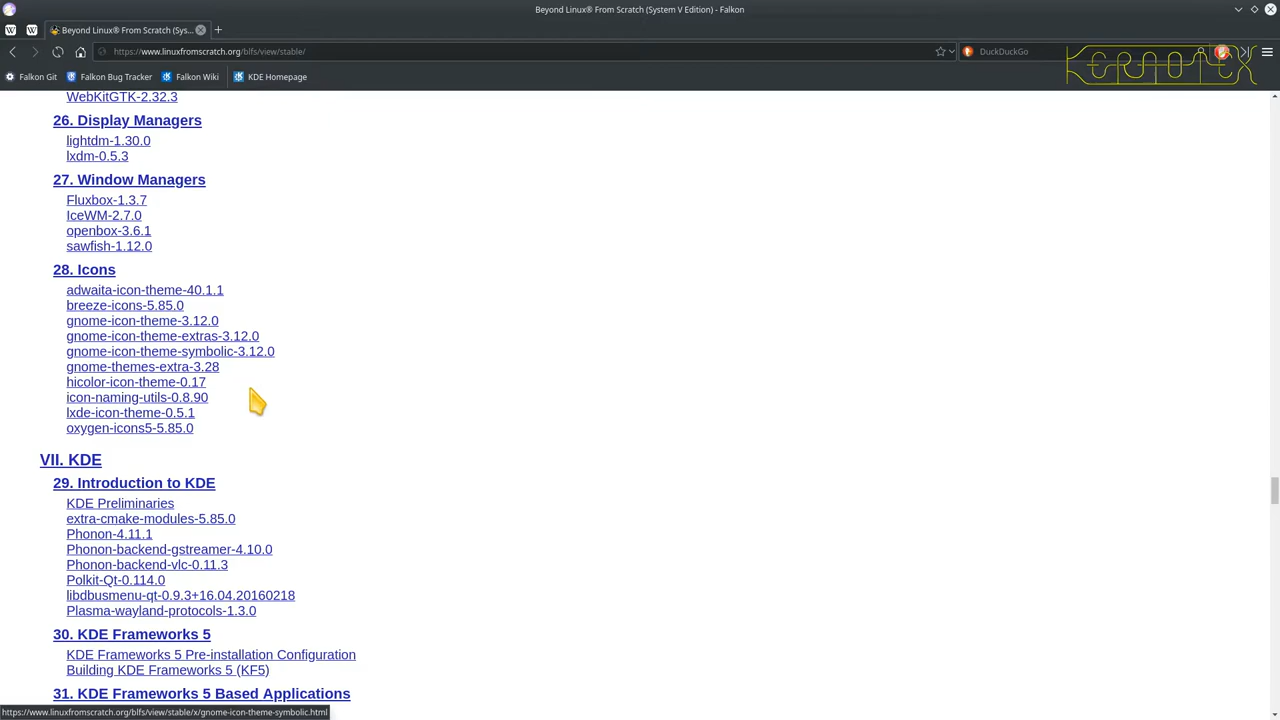 Beyond Linux® From Scratch (System V Edition) - Falkon
Beyond Linux® From Scratch (Sys...
https://www.linuxfromscratch.org/blfs/view/stable/
DuckDuckGo
Falkon Git
Falkon Bug Tracker
Falkon Wiki
KDE Homepage
KERNOTEX
WebKitGTK-2.32.3
26. Display Managers
lightdm-1.30.0
lxdm-0.5.3
27. Window Managers
Fluxbox-1.3.7
IceWM-2.7.0
openbox-3.6.1
sawfish-1.12.0
28. Icons
adwaita-icon-theme-40.1.1
breeze-icons-5.85.0
gnome-icon-theme-3.12.0
gnome-icon-theme-extras-3.12.0
gnome-icon-theme-symbolic-3.12.0
gnome-themes-extra-3.28
hicolor-icon-theme-0.17
icon-naming-utils-0.8.90
lxde-icon-theme-0.5.1
oxygen-icons5-5.85.0
VII. KDE
29. Introduction to KDE
KDE Preliminaries
extra-cmake-modules-5.85.0
Phonon-4.11.1
Phonon-backend-gstreamer-4.10.0
Phonon-backend-vlc-0.11.3
Polkit-Qt-0.114.0
libdbusmenu-qt-0.9.3+16.04.20160218
Plasma-wayland-protocols-1.3.0
30. KDE Frameworks 5
KDE Frameworks 5 Pre-installation Configuration
Building KDE Frameworks 5 (KF5)
31. KDE Frameworks 5 Based Applications
https://www.linuxfromscratch.org/blfs/view/stable/x/gnome-icon-theme-symbolic.html